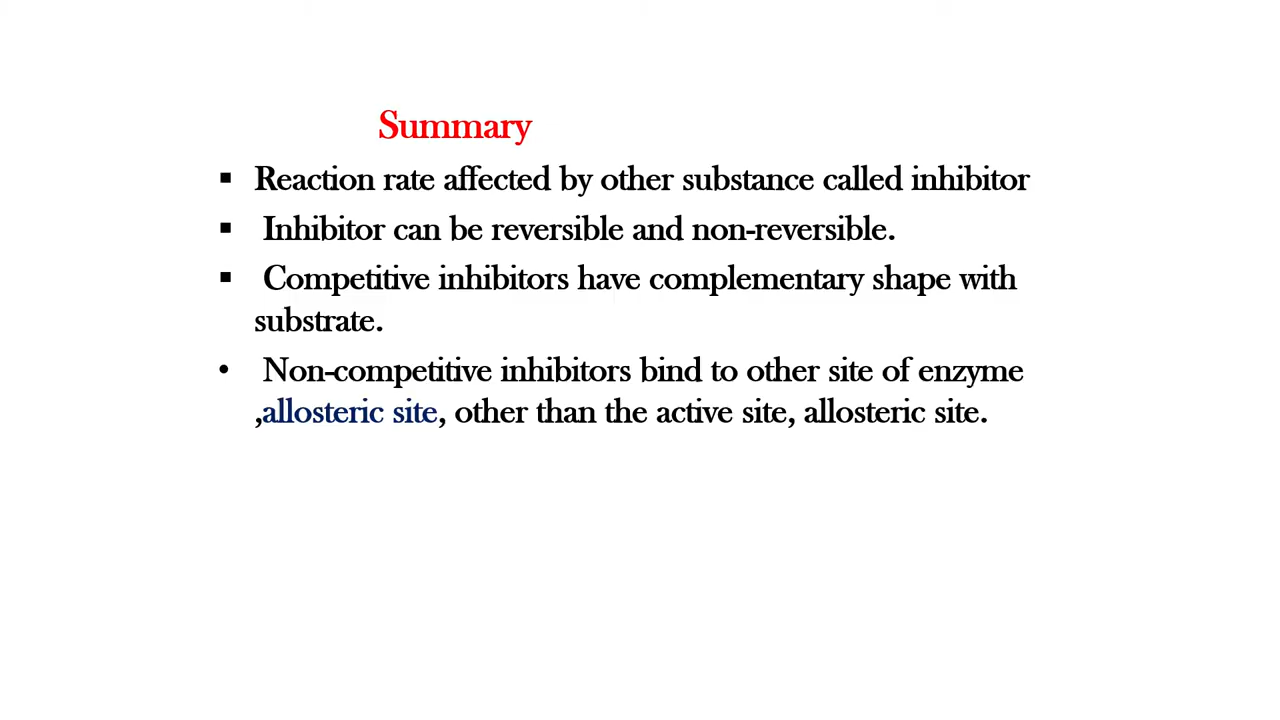 Summary
▪ Reaction rate affected by other substance called inhibitor
▪ Inhibitor can be reversible and non-reversible.
▪ Competitive inhibitors have complementary shape with
substrate.
• Non-competitive inhibitors bind to other site of enzyme
,allosteric site, other than the active site, allosteric site.